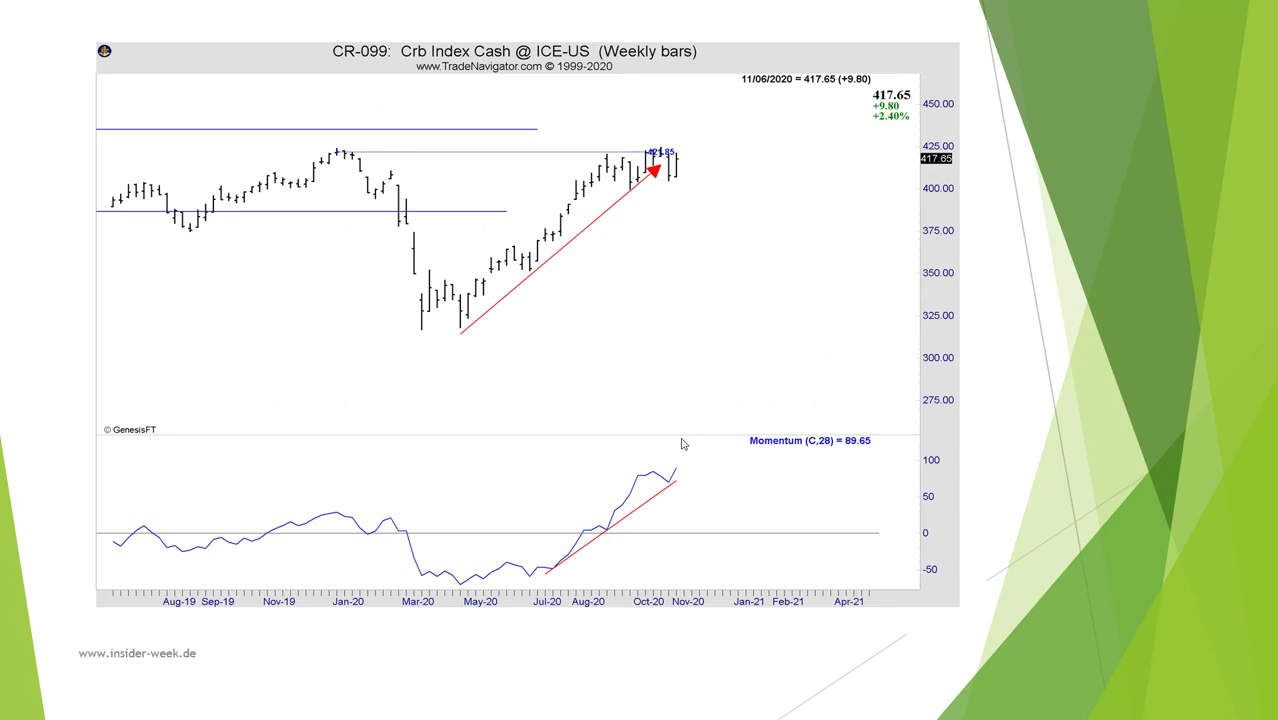 CR-099: Crb Index Cash @ ICE-US (Weekly bars)
www.TradeNavigator.com © 1999-2020
11/06/2020 = 417.65 (+9.80)
417.65
+9.80
+2.40%
450.00
425.00
421.85
417.65
400.00
375.00
350.00
325.00
300.00
275.00
© GenesisFT
Momentum (C,28) = 89.65
100
50
0
-50
Aug-19 Sep-19 Nov-19 Jan-20 Mar-20 May-20 Jul-20 Aug-20 Oct-20 Nov-20 Jan-21 Feb-21 Apr-21
www.insider-week.de